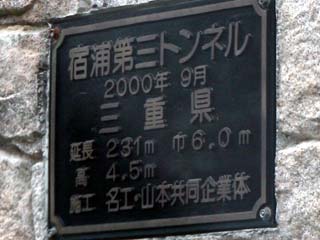 宿浦第三トンネル
2000年9月
三重県
延長 231m 巾6.0m
高 4.5m
施工 名工・山本共同企業体